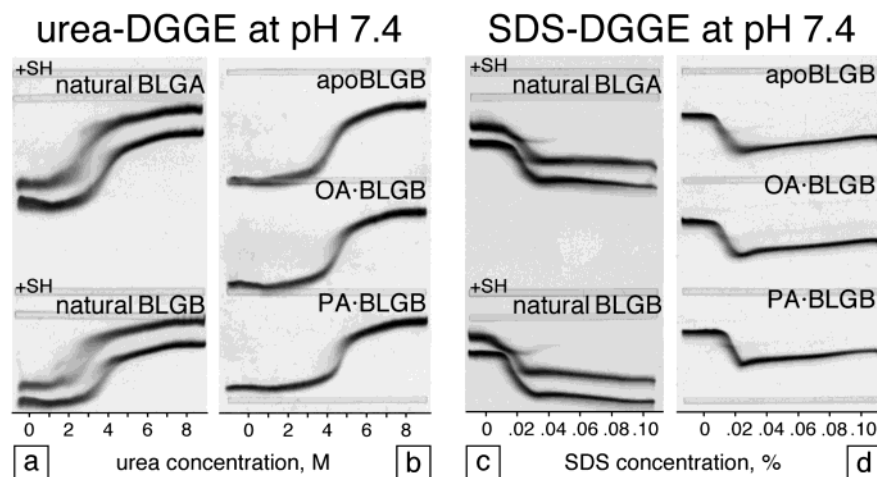 urea-DGGE at pH 7.4
SDS-DGGE at pH 7.4
+SH
natural BLGA
apoBLGB
OA·BLGB
+SH
natural BLGB
PA·BLGB
+SH
natural BLGA
apoBLGB
OA·BLGB
+SH
natural BLGB
PA·BLGB
0 2 4 6 8
0 2 4 6 8
0 .02 .04 .06 .08 .10
0 .02 .04 .06 .08 .10
a urea concentration, M b
c SDS concentration, % d